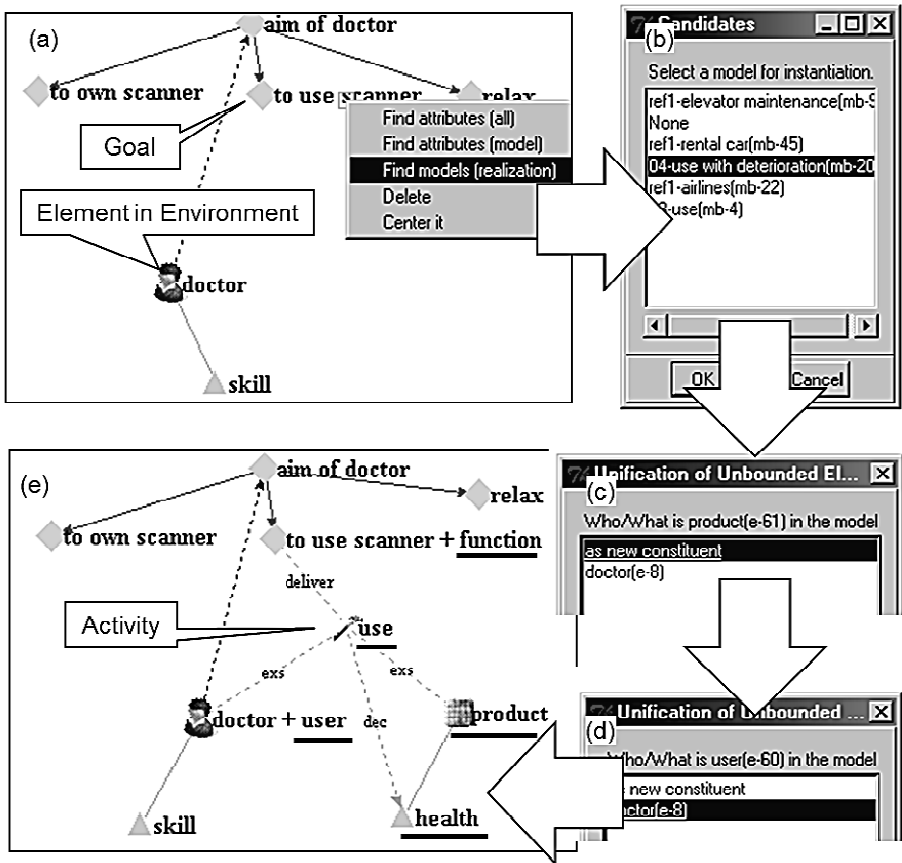 (a)
aim of doctor
to own scanner
to use scanner
relax
Goal
Find attributes (all)
Find attributes (model)
Find models (realization)
Delete
Center it
Element in Environment
doctor
skill
(b)
Candidates
Select a model for instantiation.
ref1-elevator maintenance(mb-9
None
ref1-rental car(mb-45)
04-use with deterioration(mb-20
ref1-airlines(mb-22)
-use(mb-4)
OK
Cancel
(c)
Unification of Unbounded El...
Who/What is product(e-61) in the model
as new constituent
doctor(e-8)
(d)
Unification of Unbounded ...
Who/What is user(e-60) in the model
new constituent
doctor(e-8)
(e)
aim of doctor
relax
to own scanner
to use scanner + function
deliver
Activity
use
exs
exs
dec
doctor + user
product
skill
health